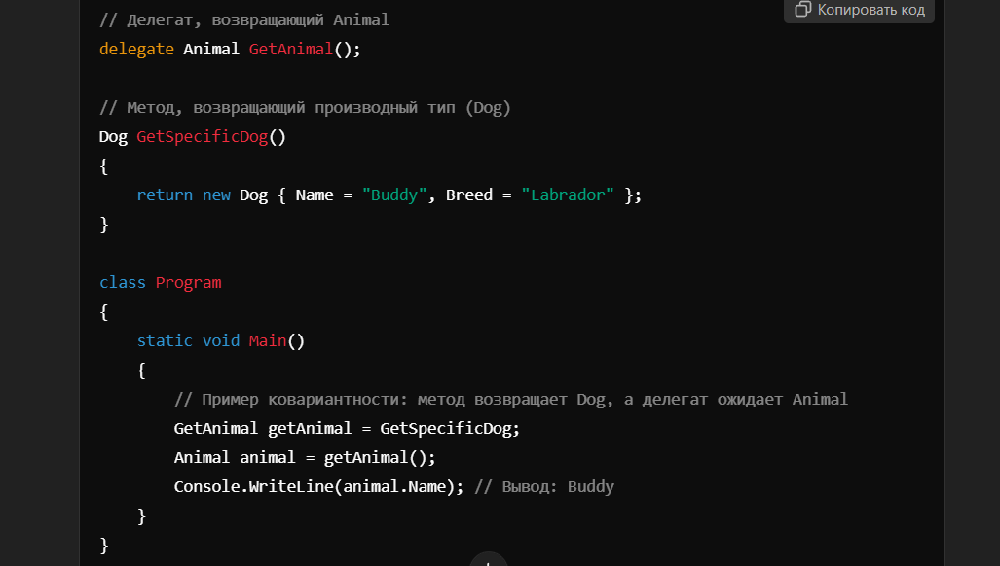 // Делегат, возвращающий Animal
Копировать код
delegate Animal GetAnimal();
// Метод, возвращающий производный тип (Dog)
Dog GetSpecificDog()
{
    return new Dog { Name = "Buddy", Breed = "Labrador" };
}
class Program
{
    static void Main()
    {
        // Пример ковариантности: метод возвращает Dog, а делегат ожидает Animal
        GetAnimal getAnimal = GetSpecificDog;
        Animal animal = getAnimal();
        Console.WriteLine(animal.Name); // Вывод: Buddy
    }
}